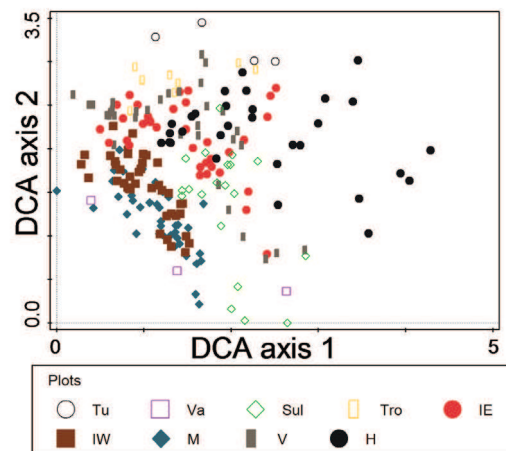 3.5
DCA axis 2
0.0
0
DCA axis 1
5
Plots
Tu Va Sul Tro IE
IW M V H